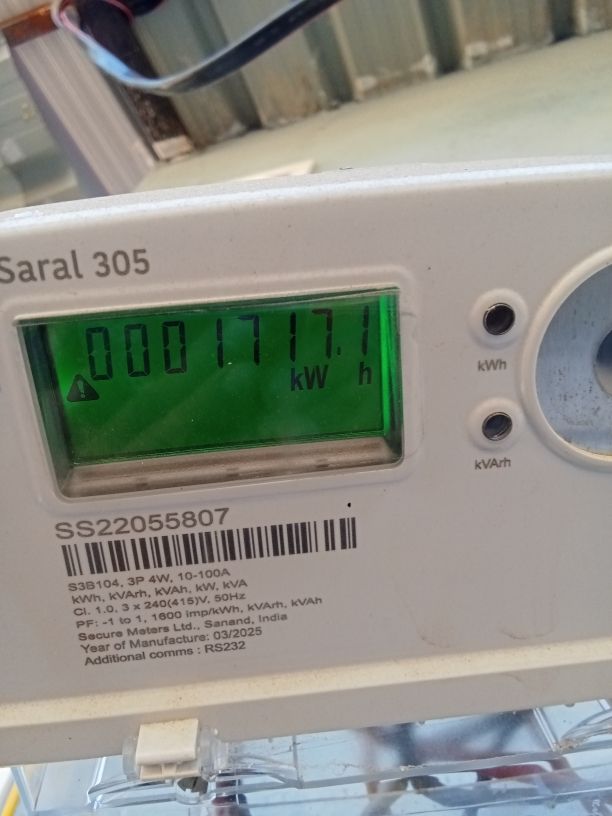 Saral 305
0001717.1
kW h
kWh
kVArh
SS22055807
S3B104, 3P 4W, 10-100A
kWh, kVArh, kVAh, kW, kVA
Cl. 1.0, 3 x 240(415)V, 50Hz
PF: -1 to 1, 1600 imp/kWh, kVArh, kVAh
Secure Meters Ltd., Sanand, India
Year of Manufacture: 03/2025
Additional comms : RS232